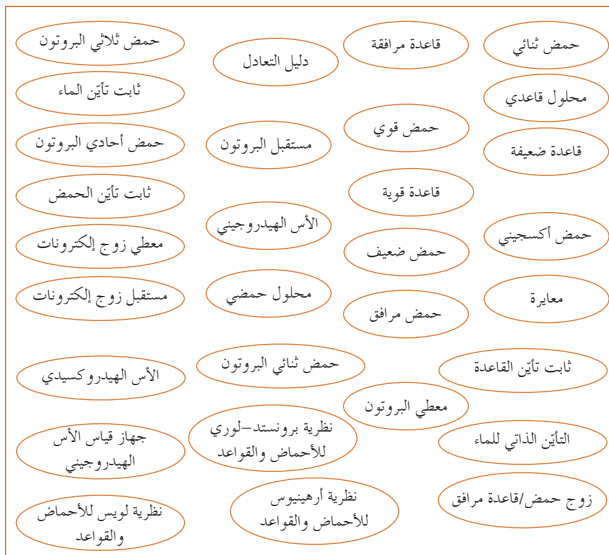 حمض ثنائي
قاعدة مرافقة
حمض ثلاثي البروتون
دليل التعادل
محلول قاعدي
ثابت تأيّن الماء
حمض قوي
مستقبل البروتون
حمض أحادي البروتون
قاعدة ضعيفة
قاعدة قوية
ثابت تأيّن الحمض
الأس الهيدروجيني
حمض أكسجيني
حمض ضعيف
معطي زوج إلكترونات
معايرة
محلول حمضي
مستقبل زوج إلكترونات
حمض مرافق
ثابت تأيّن القاعدة
حمض ثنائي البروتون
الأس الهيدروكسيدي
معطي البروتون
التأيّن الذاتي للماء
نظرية برونستد–لوري
للأحماض والقواعد
جهاز قياس الأس
الهيدروجيني
زوج حمض/قاعدة مرافق
نظرية أرهينيوس
للأحماض والقواعد
نظرية لويس للأحماض
والقواعد